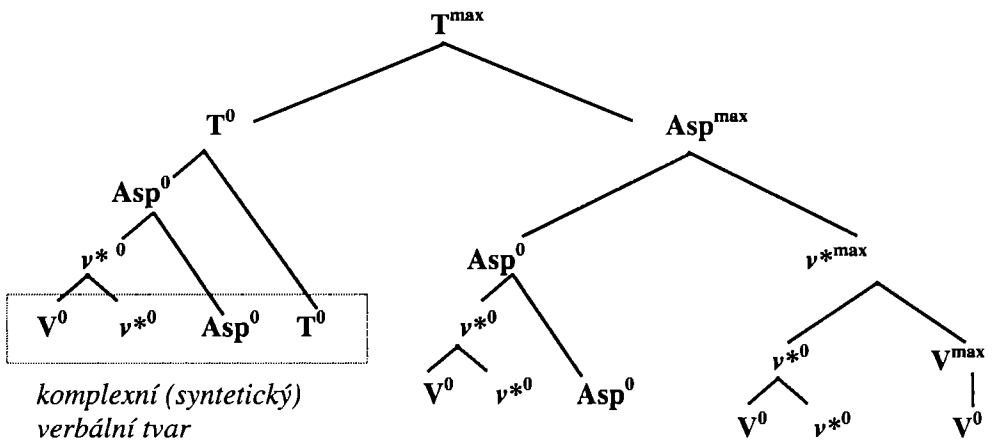 T^max
T^0 Asp^max
Asp^0
v*^0 Asp^0 v*^max
V^0 v*^0 Asp^0 T^0 v*^0 v*^0 V^max
komplexní (syntetický) V^0 v*^0 Asp^0 V^0 v*^0 V^0
verbální tvar